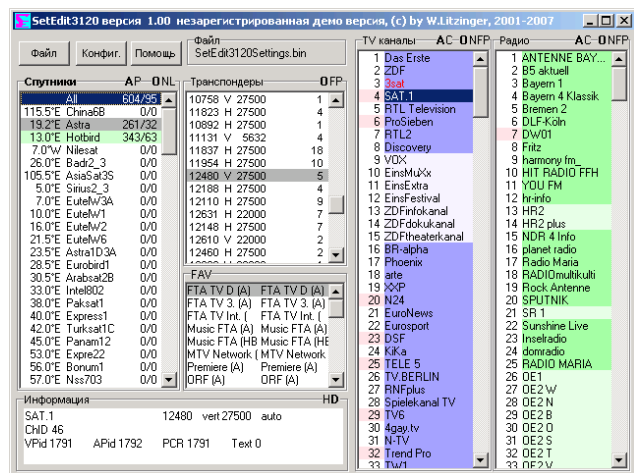 SetEdit3120 версия 1.00 незарегистрированная демо версия, (c) by W.Litzinger, 2001-2007
Файл Конфиг. Помощь
Файл
SetEdit3120Settings.bin
Спутники AP ONL
All 604/95
115.5°E China6B 0/0
19.2°E Astra 261/32
13.0°E Hotbird 343/63
7.0°W Nilesat 0/0
26.0°E Badr2_3 0/0
105.5°E AsiaSat3S 0/0
5.0°E Sirius2_3 0/0
7.0°E EutelW3A 0/0
10.0°E EutelW1 0/0
16.0°E EutelW2 0/0
21.5°E EutelW6 0/0
23.5°E Astra1D3A 0/0
28.5°E Eurobird1 0/0
30.5°E Arabsat2B 0/0
33.0°E Intel802 0/0
38.0°E Paksat1 0/0
40.0°E Express1 0/0
42.0°E Turksat1C 0/0
45.0°E Panam12 0/0
53.0°E Expre22 0/0
56.0°E Bonum1 0/0
57.0°E Nss703 0/0
Транспондеры OFP
10758 V 27500 1
11823 H 27500 4
10892 H 27500 1
11131 V 5632 4
11837 H 27500 18
11954 H 27500 10
12480 V 27500 5
12188 H 27500 4
12110 H 27500 9
12631 H 22000 7
12148 H 27500 7
12610 V 22000 2
12460 H 27500 2
FAV
FTA TV D (A) FTA TV D (A)
FTA TV 3. (A) FTA TV 3. (A)
FTA TV Int. ( FTA TV Int. (
Music FTA (A) Music FTA (A)
Music FTA (HB Music FTA (HE
MTV Network ( MTV Network
Premiere (A) Premiere (A)
ORF (A) ORF (A)
Информация HD
SAT.1 12480 vert 27500 auto
ChID 46
VPid 1791 APid 1792 PCR 1791 Text 0
TV каналы AC ONFP
1 Das Erste
2 ZDF
3 3sat
4 SAT.1
5 RTL Television
6 ProSieben
7 RTL2
8 Discovery
9 VOX
10 EinsMuXx
11 EinsExtra
12 EinsFestival
13 ZDFinfokanal
14 ZDFdokukanal
15 ZDFtheaterkanal
16 BR-alpha
17 Phoenix
18 arte
19 XXP
20 N24
21 EuroNews
22 Eurosport
23 DSF
24 KiKa
25 TELE 5
26 TV.BERLIN
27 RNFplus
28 Spielekanal TV
29 TV6
30 4gay.tv
31 N-TV
32 Trend Pro
33 TW1
Радио AC ONFP
1 ANTENNE BAY...
2 B5 aktuell
3 Bayern 1
4 Bayern 4 Klassik
5 Bremen 2
6 DLF-Köln
7 DW01
8 Fritz
9 harmony fm_
10 HIT RADIO FFH
11 YOU FM
12 hr-info
13 HR2
14 HR2 plus
15 NDR 4 Info
16 planet radio
17 Radio Maria
18 RADIOmultikulti
19 Rock Antenne
20 SPUTNIK
21 SR 1
22 Sunshine Live
23 Inselradio
24 domradio
25 RADIO MARIA
26 OE1
27 OE2 W
28 OE2 N
29 OE2 B
30 OE2 O
31 OE2 S
32 OE2 T
33 OE2 V